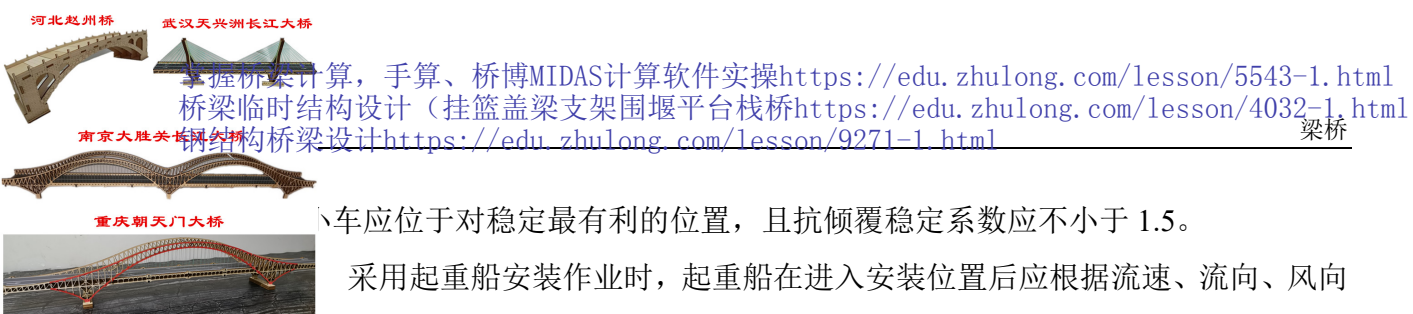 河北赵州桥
武汉天兴洲长江大桥
掌握桥梁计算，手算、桥博MIDAS计算软件实操https://edu.zhulong.com/lesson/5543-1.html
桥梁临时结构设计（挂篮盖梁支架围堰平台栈桥https://edu.zhulong.com/lesson/4032-1.html
南京大胜关长江大桥
钢结构桥梁设计https://edu.zhulong.com/lesson/9271-1.html
梁桥
重庆朝天门大桥
小车应位于对稳定最有利的位置，且抗倾覆稳定系数应不小于 1.5。
采用起重船安装作业时，起重船在进入安装位置后应根据流速、流向、风向